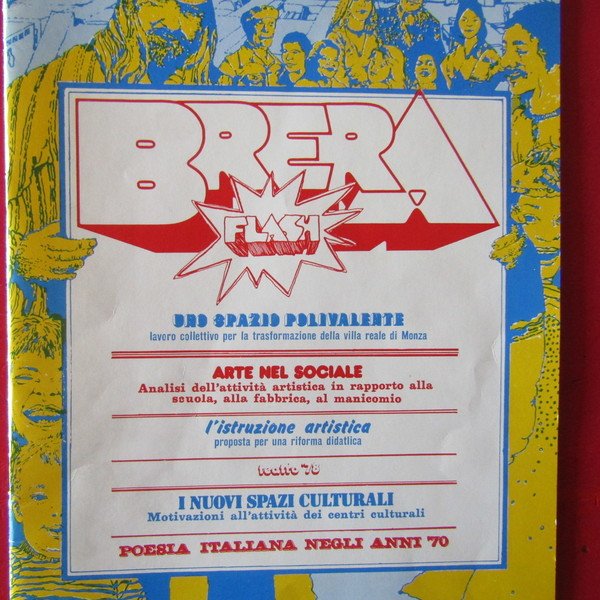 BRERA
FLASH
UNO SPAZIO POLIVALENTE
lavoro collettivo per la trasformazione della villa reale di Monza
ARTE NEL SOCIALE
Analisi dell'attività artistica in rapporto alla
scuola, alla fabbrica, al manicomio
l'istruzione artistica
proposta per una riforma didattica
teatro '78
I NUOVI SPAZI CULTURALI
Motivazioni all'attività dei centri culturali
POESIA ITALIANA NEGLI ANNI '70